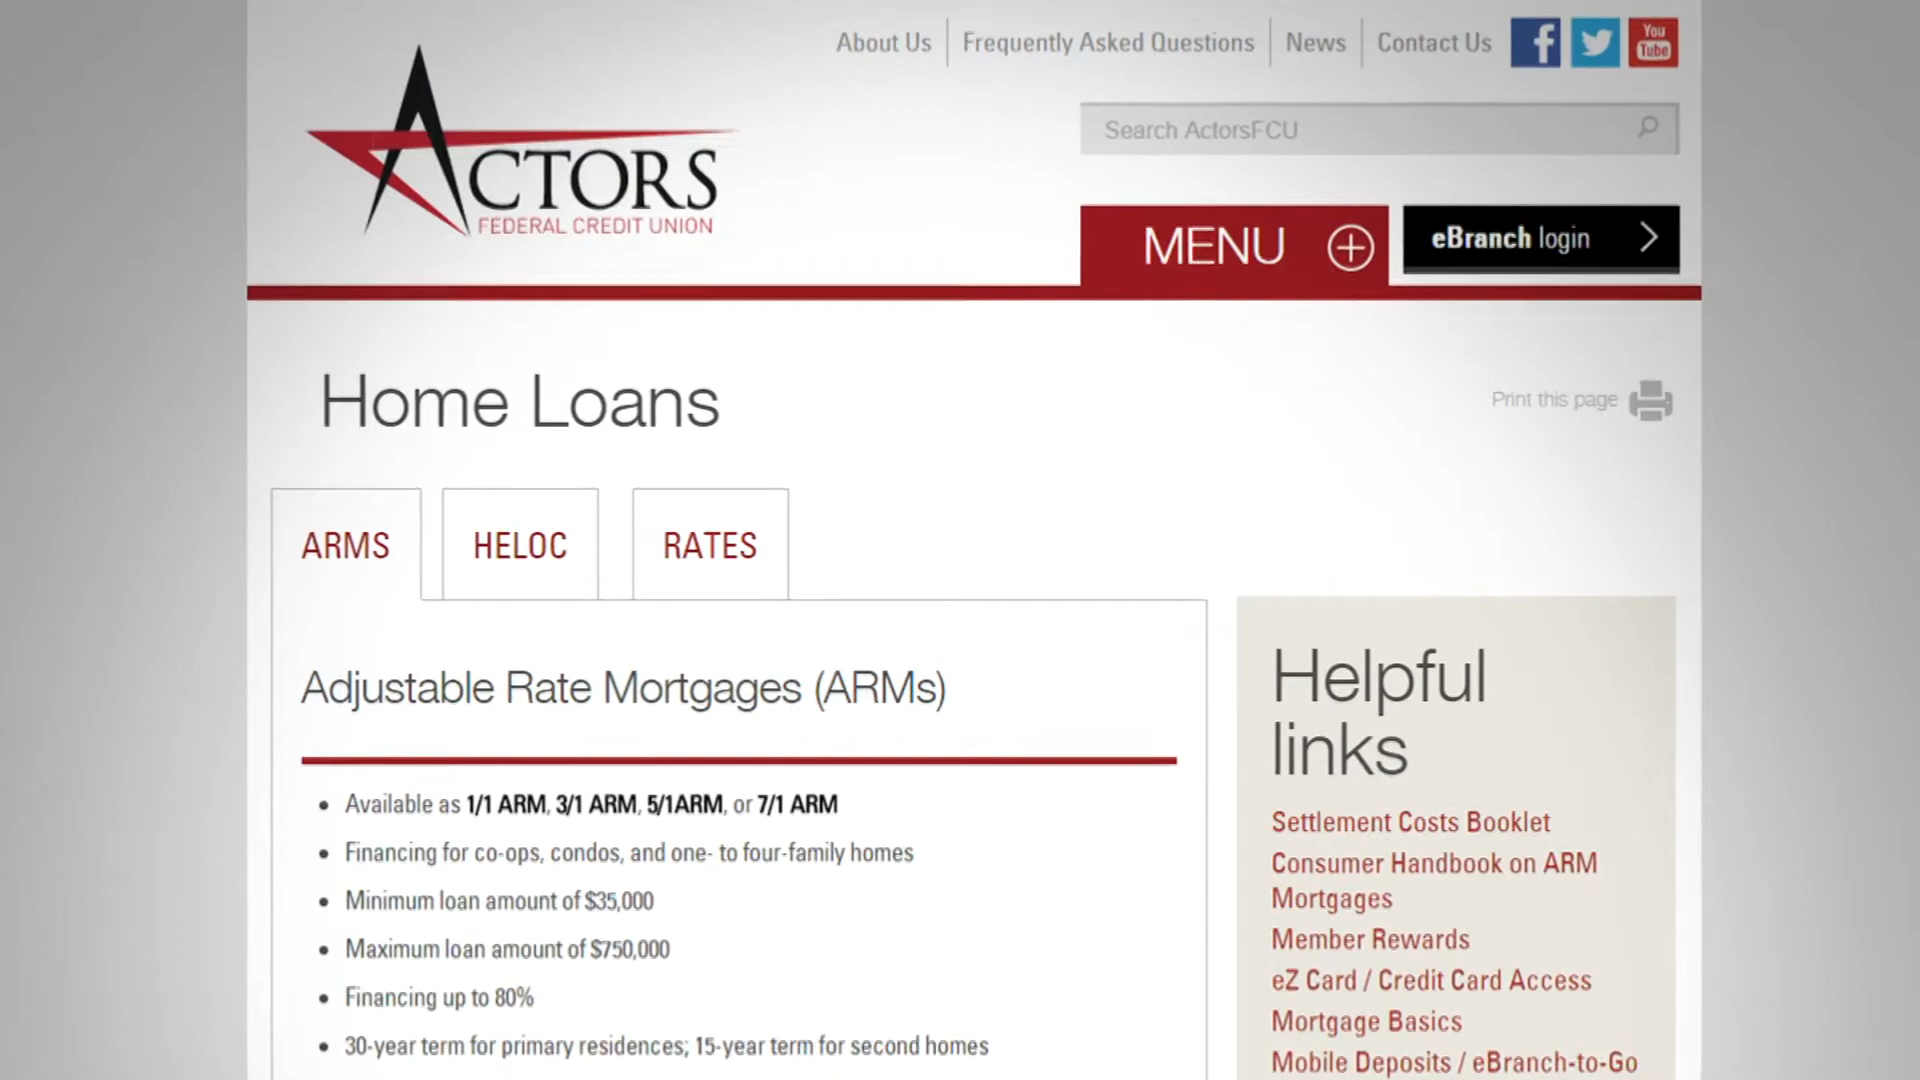 About Us
Frequently Asked Questions
News
Contact Us
f
You
Tube
Search ActorsFCU
ACTORS
FEDERAL CREDIT UNION
MENU
eBranch login
Home Loans
Print this page
ARMS
HELOC
RATES
Adjustable Rate Mortgages (ARMs)
Available as 1/1 ARM, 3/1 ARM, 5/1ARM, or 7/1 ARM
Financing for co-ops, condos, and one- to four-family homes
Minimum loan amount of $35,000
Maximum loan amount of $750,000
Financing up to 80%
30-year term for primary residences; 15-year term for second homes
Helpful
links
Settlement Costs Booklet
Consumer Handbook on ARM
Mortgages
Member Rewards
eZ Card / Credit Card Access
Mortgage Basics
Mobile Deposits / eBranch-to-Go